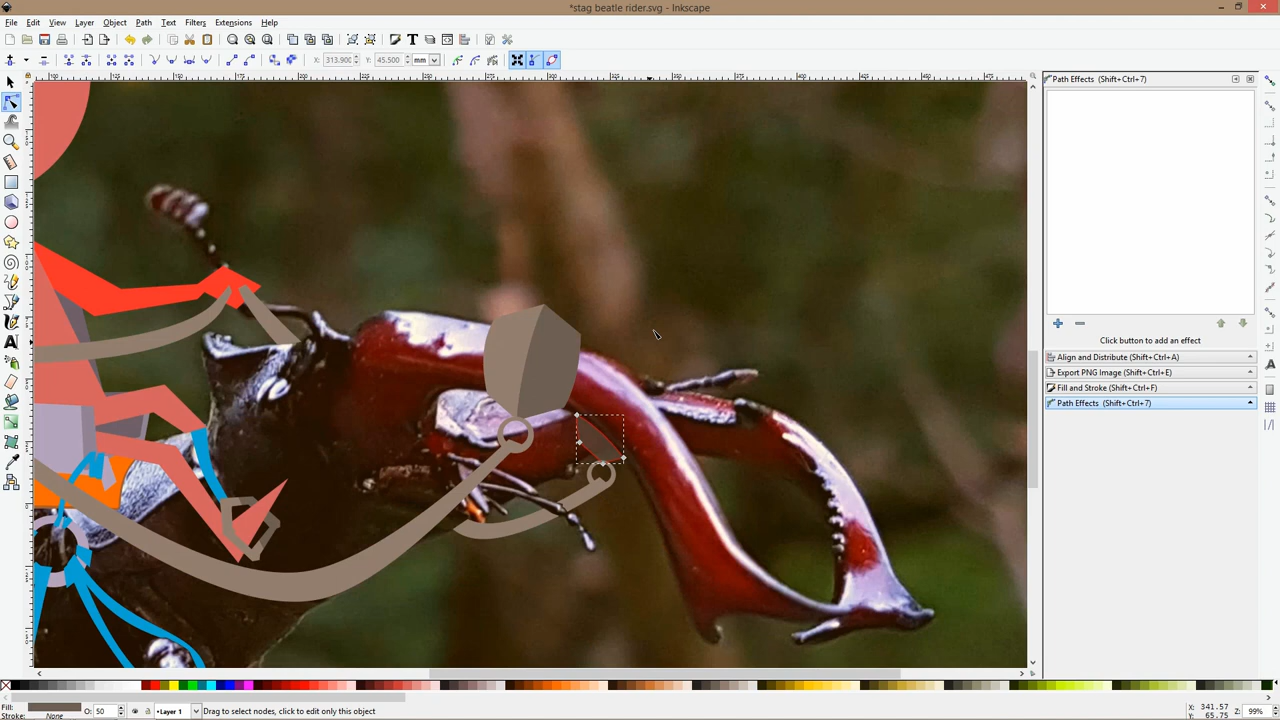 *stag beatle rider.svg - Inkscape
File Edit View Layer Object Path Text Filters Extensions Help
X: 313.900 Y: 45.500 mm
Path Effects (Shift+Ctrl+7)
Click button to add an effect
Align and Distribute (Shift+Ctrl+A)
Export PNG Image (Shift+Ctrl+E)
Fill and Stroke (Shift+Ctrl+F)
Path Effects (Shift+Ctrl+7)
Fill: O: 50 •Layer 1 Drag to select nodes, click to edit only this object X: 341.57 Z: 99%
Stroke: None Y: 65.75